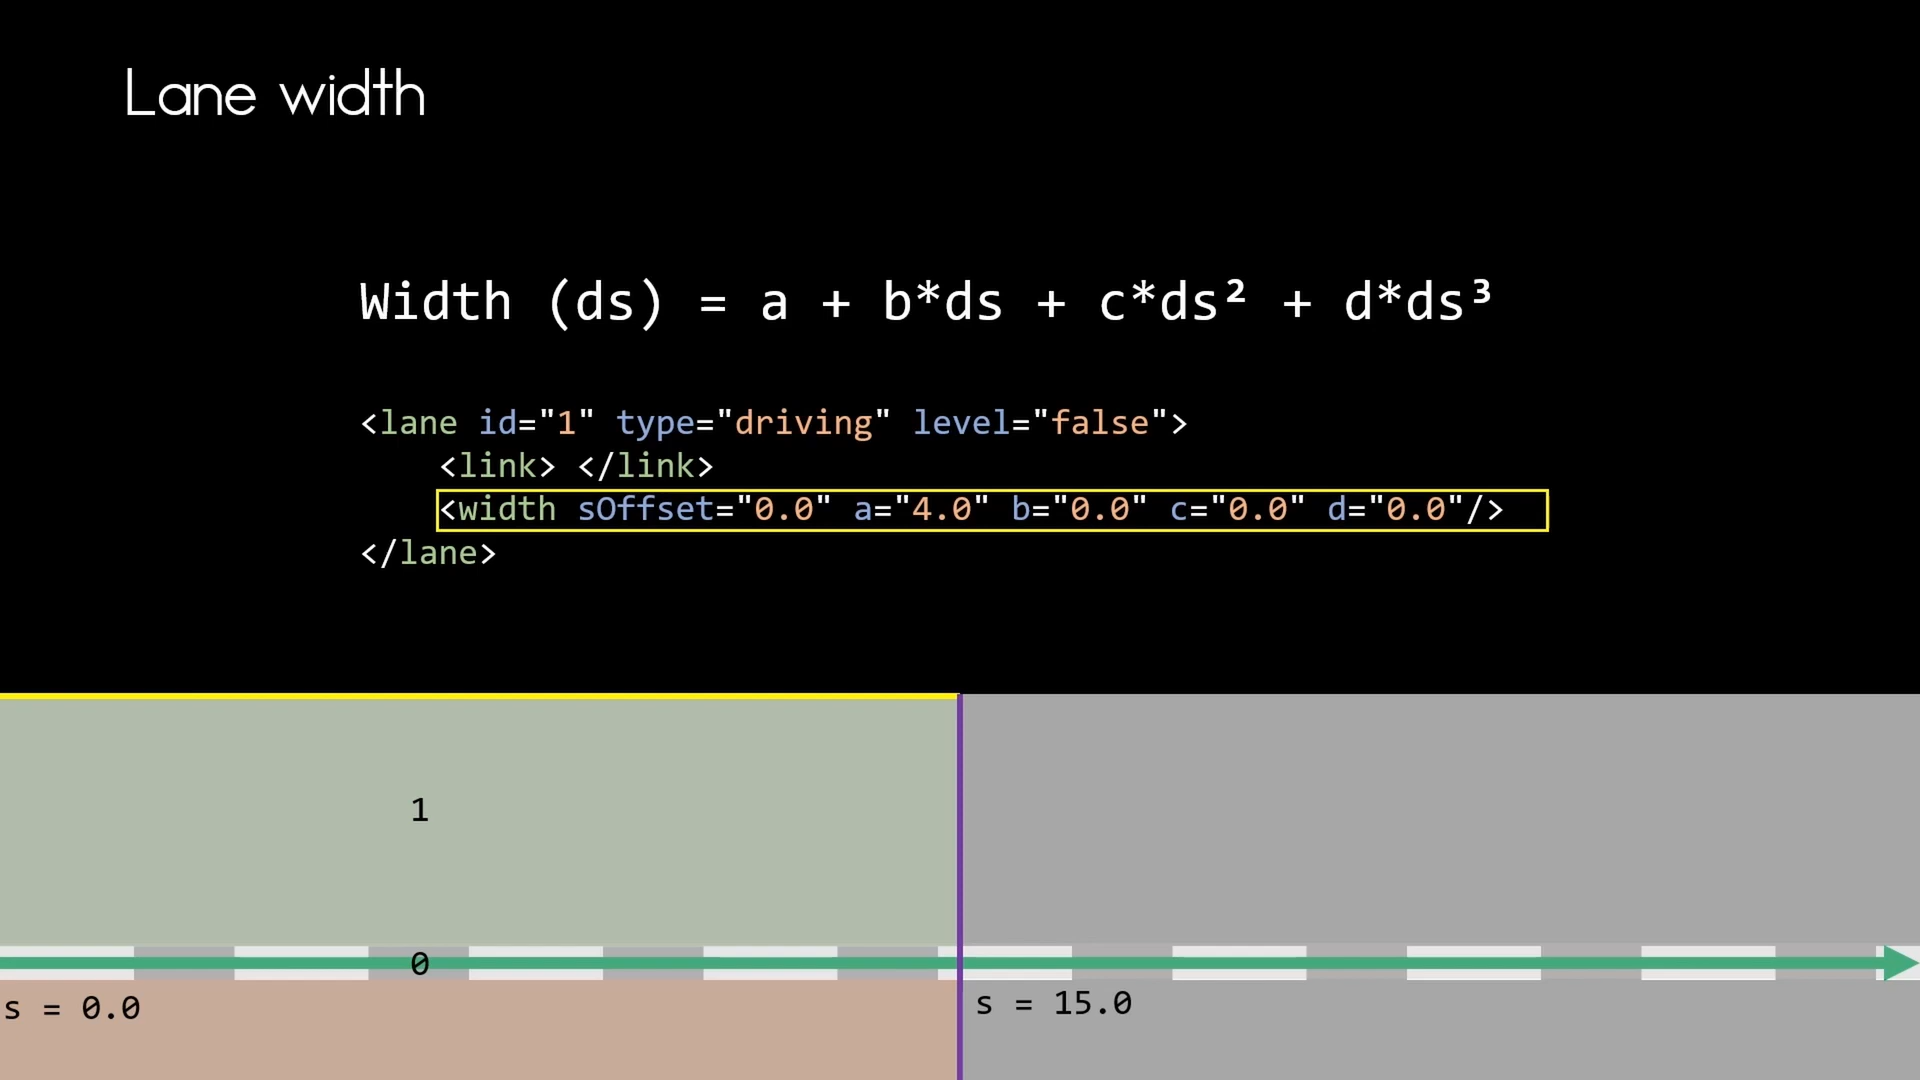 Lane width
Width (ds) = a + b*ds + c*ds² + d*ds³
<lane id="1" type="driving" level="false">
<link> </link>
<width sOffset="0.0" a="4.0" b="0.0" c="0.0" d="0.0"/>
</lane>
1
0
s = 0.0
s = 15.0